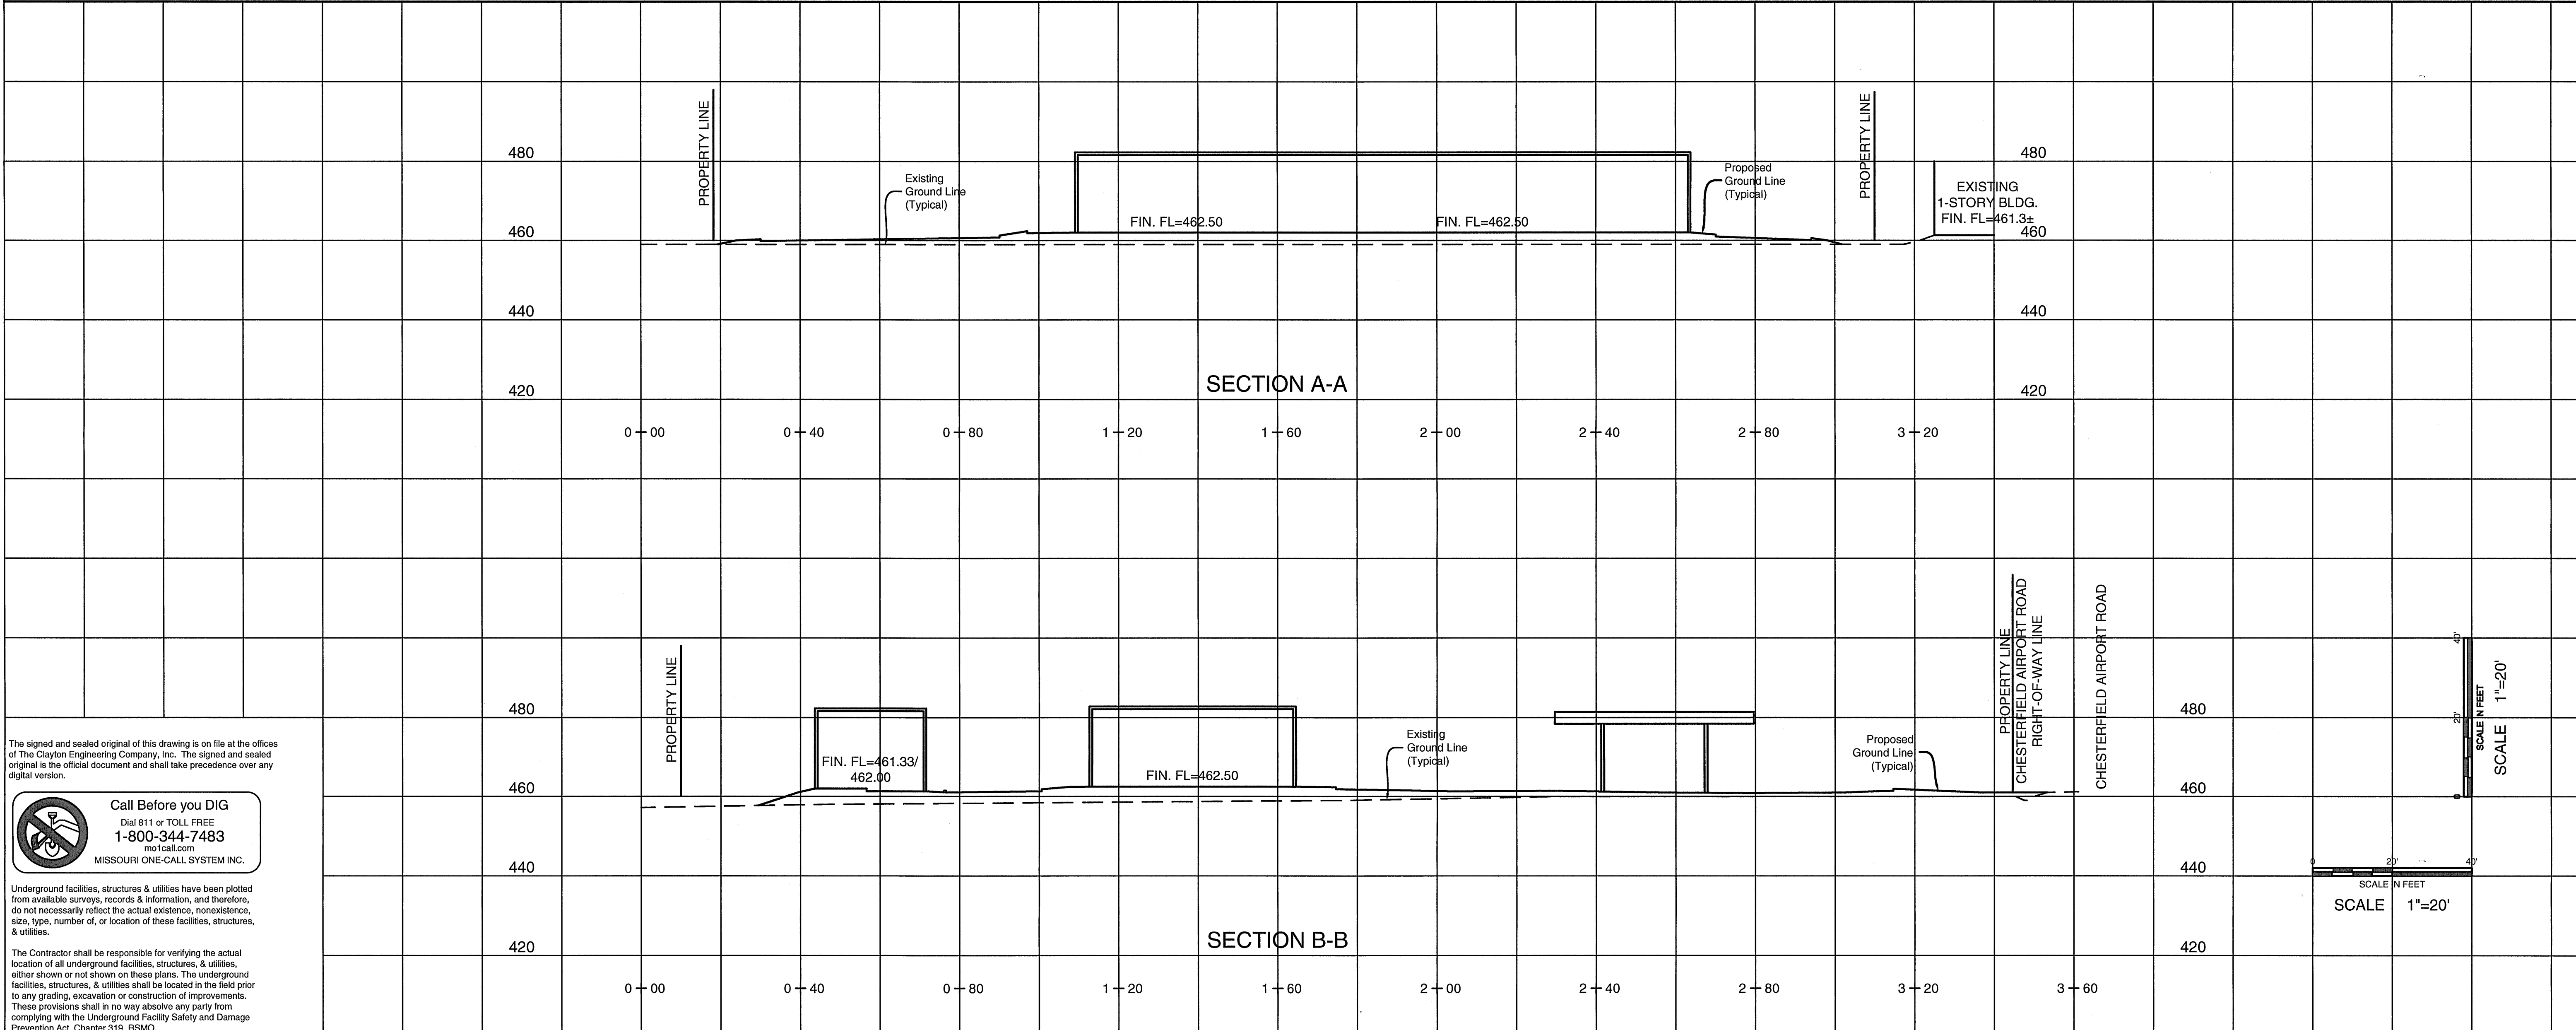 PROPERTY LINE
480
Existing
Ground Line
(Typical)
FIN. FL=462.50
FIN. FL=462.50
Proposed
Ground Line
(Typical)
PROPERTY LINE
480
EXISTING
1-STORY BLDG.
FIN. FL=461.3±
460
460
440
440
SECTION A-A
420
420
0+00
0+40
0+80
1+20
1+60
2+00
2+40
2+80
3+20
PROPERTY LINE
480
FIN. FL=461.33/
462.00
FIN. FL=462.50
Existing
Ground Line
(Typical)
Proposed
Ground Line
(Typical)
PROPERTY LINE
CHESTERFIELD AIRPORT ROAD
RIGHT-OF-WAY LINE
CHESTERFIELD AIRPORT ROAD
480
460
460
440
440
SECTION B-B
420
420
0+00
0+40
0+80
1+20
1+60
2+00
2+40
2+80
3+20
3+60
0
20'
40'
SCALE IN FEET
SCALE 1"=20'
0
20'
40'
SCALE IN FEET
SCALE 1"=20'
The signed and sealed original of this drawing is on file at the offices
of The Clayton Engineering Company, Inc. The signed and sealed
original is the official document and shall take precedence over any
digital version.
Call Before you DIG
Dial 811 or TOLL FREE
1-800-344-7483
mo1call.com
MISSOURI ONE-CALL SYSTEM INC.
Underground facilities, structures & utilities have been plotted
from available surveys, records & information, and therefore,
do not necessarily reflect the actual existence, nonexistence,
size, type, number of, or location of these facilities, structures,
& utilities.
The Contractor shall be responsible for verifying the actual
location of all underground facilities, structures, & utilities,
either shown or not shown on these plans. The underground
facilities, structures, & utilities shall be located in the field prior
to any grading, excavation or construction of improvements.
These provisions shall in no way absolve any party from
complying with the Underground Facility Safety and Damage
Prevention Act, Chapter 319, RSMO.